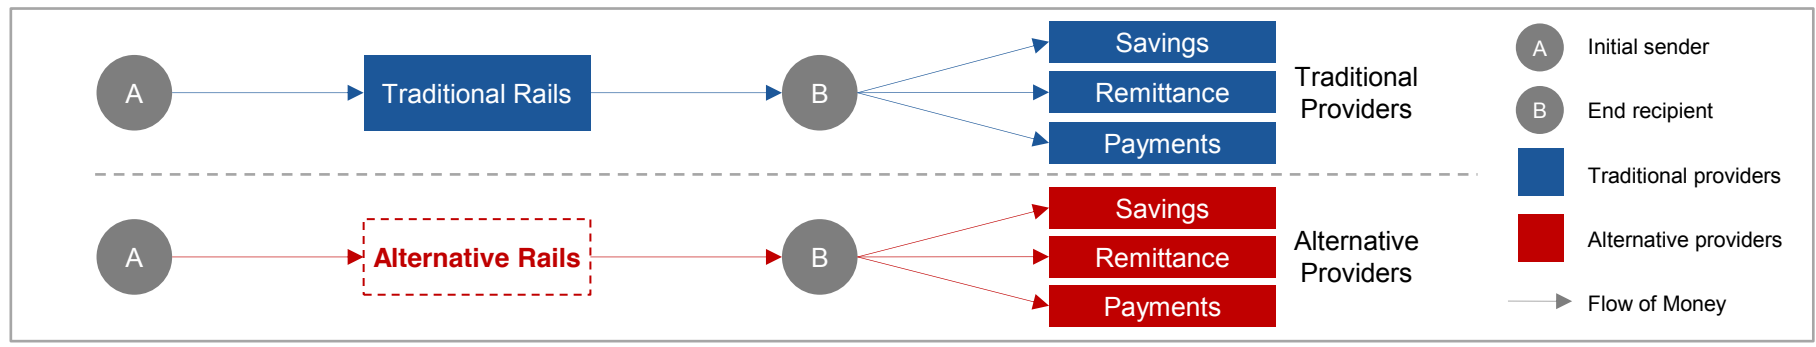 A
Traditional Rails
B
Savings
Remittance
Payments
Traditional
Providers
A
Alternative Rails
B
Savings
Remittance
Payments
Alternative
Providers
A
Initial sender
B
End recipient
Traditional providers
Alternative providers
Flow of Money